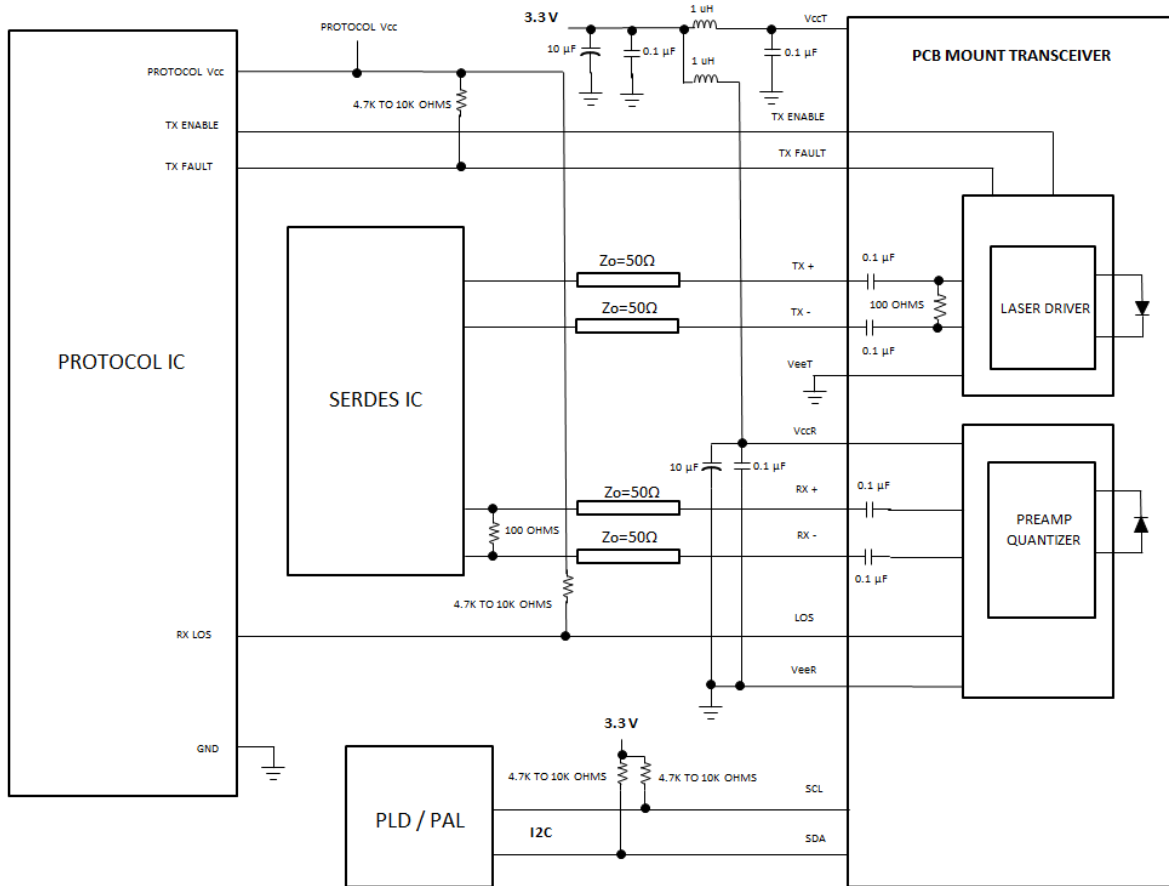 3.3 V
1 uH
VccT
PROTOCOL Vcc
10 µF
0.1 µF
0.1 µF
PCB MOUNT TRANSCEIVER
PROTOCOL Vcc
1 uH
4.7K TO 10K OHMS
TX ENABLE
TX ENABLE
TX FAULT
TX FAULT
Zo=50Ω
TX +
0.1 µF
Zo=50Ω
TX -
100 OHMS
LASER DRIVER
0.1 µF
PROTOCOL IC
SERDES IC
VeeT
VccR
10 µF
0.1 µF
Zo=50Ω
RX +
0.1 µF
100 OHMS
Zo=50Ω
RX -
PREAMP
QUANTIZER
0.1 µF
4.7K TO 10K OHMS
RX LOS
LOS
VeeR
3.3 V
GND
4.7K TO 10K OHMS
4.7K TO 10K OHMS
SCL
PLD / PAL
I2C
SDA